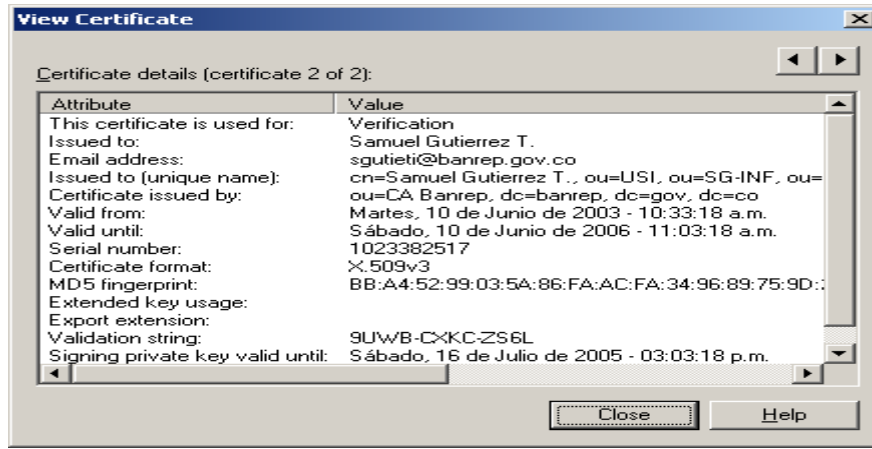 View Certificate
Certificate details (certificate 2 of 2):
Attribute Value
This certificate is used for: Verification
Issued to: Samuel Gutierrez T.
Email address: sgutieti@banrep.gov.co
Issued to (unique name): cn=Samuel Gutierrez T., ou=USI, ou=SG-INF, ou=
Certificate issued by: ou=CA Banrep, dc=banrep, dc=gov, dc=co
Valid from: Martes, 10 de Junio de 2003 - 10:33:18 a.m.
Valid until: Sábado, 10 de Junio de 2006 - 11:03:18 a.m.
Serial number: 1023382517
Certificate format: X.509v3
MD5 fingerprint: BB:A4:52:99:03:5A:86:FA:AC:FA:34:96:89:75:9D:
Extended key usage:
Export extension:
Validation string: 9UWB-CXKC-ZS6L
Signing private key valid until: Sábado, 16 de Julio de 2005 - 03:03:18 p.m.
Close Help